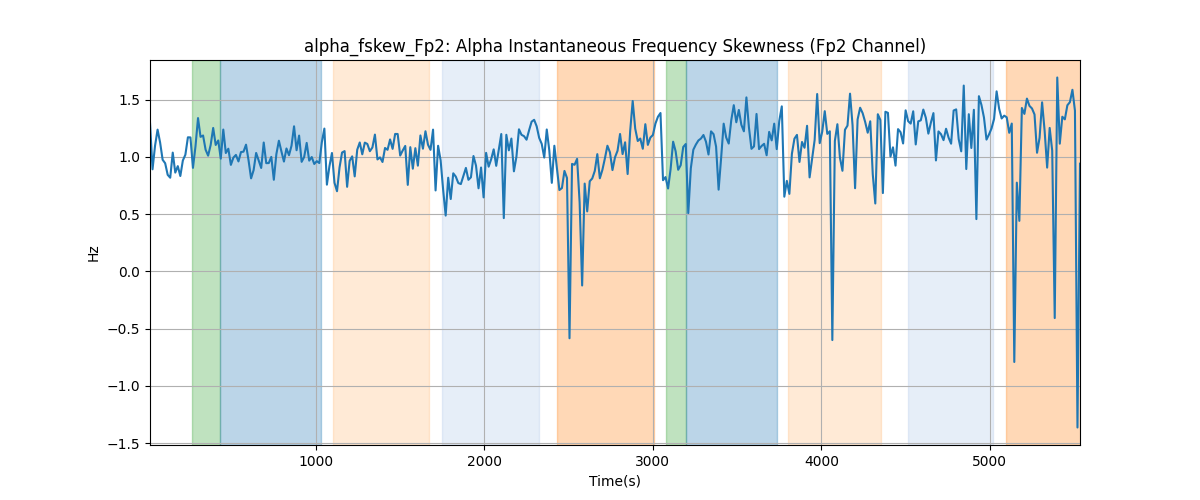 alpha_fskew_Fp2: Alpha Instantaneous Frequency Skewness (Fp2 Channel)
1.5
1.0
0.5
0.0
−0.5
−1.0
−1.5
Hz
1000 2000 3000 4000 5000
Time(s)